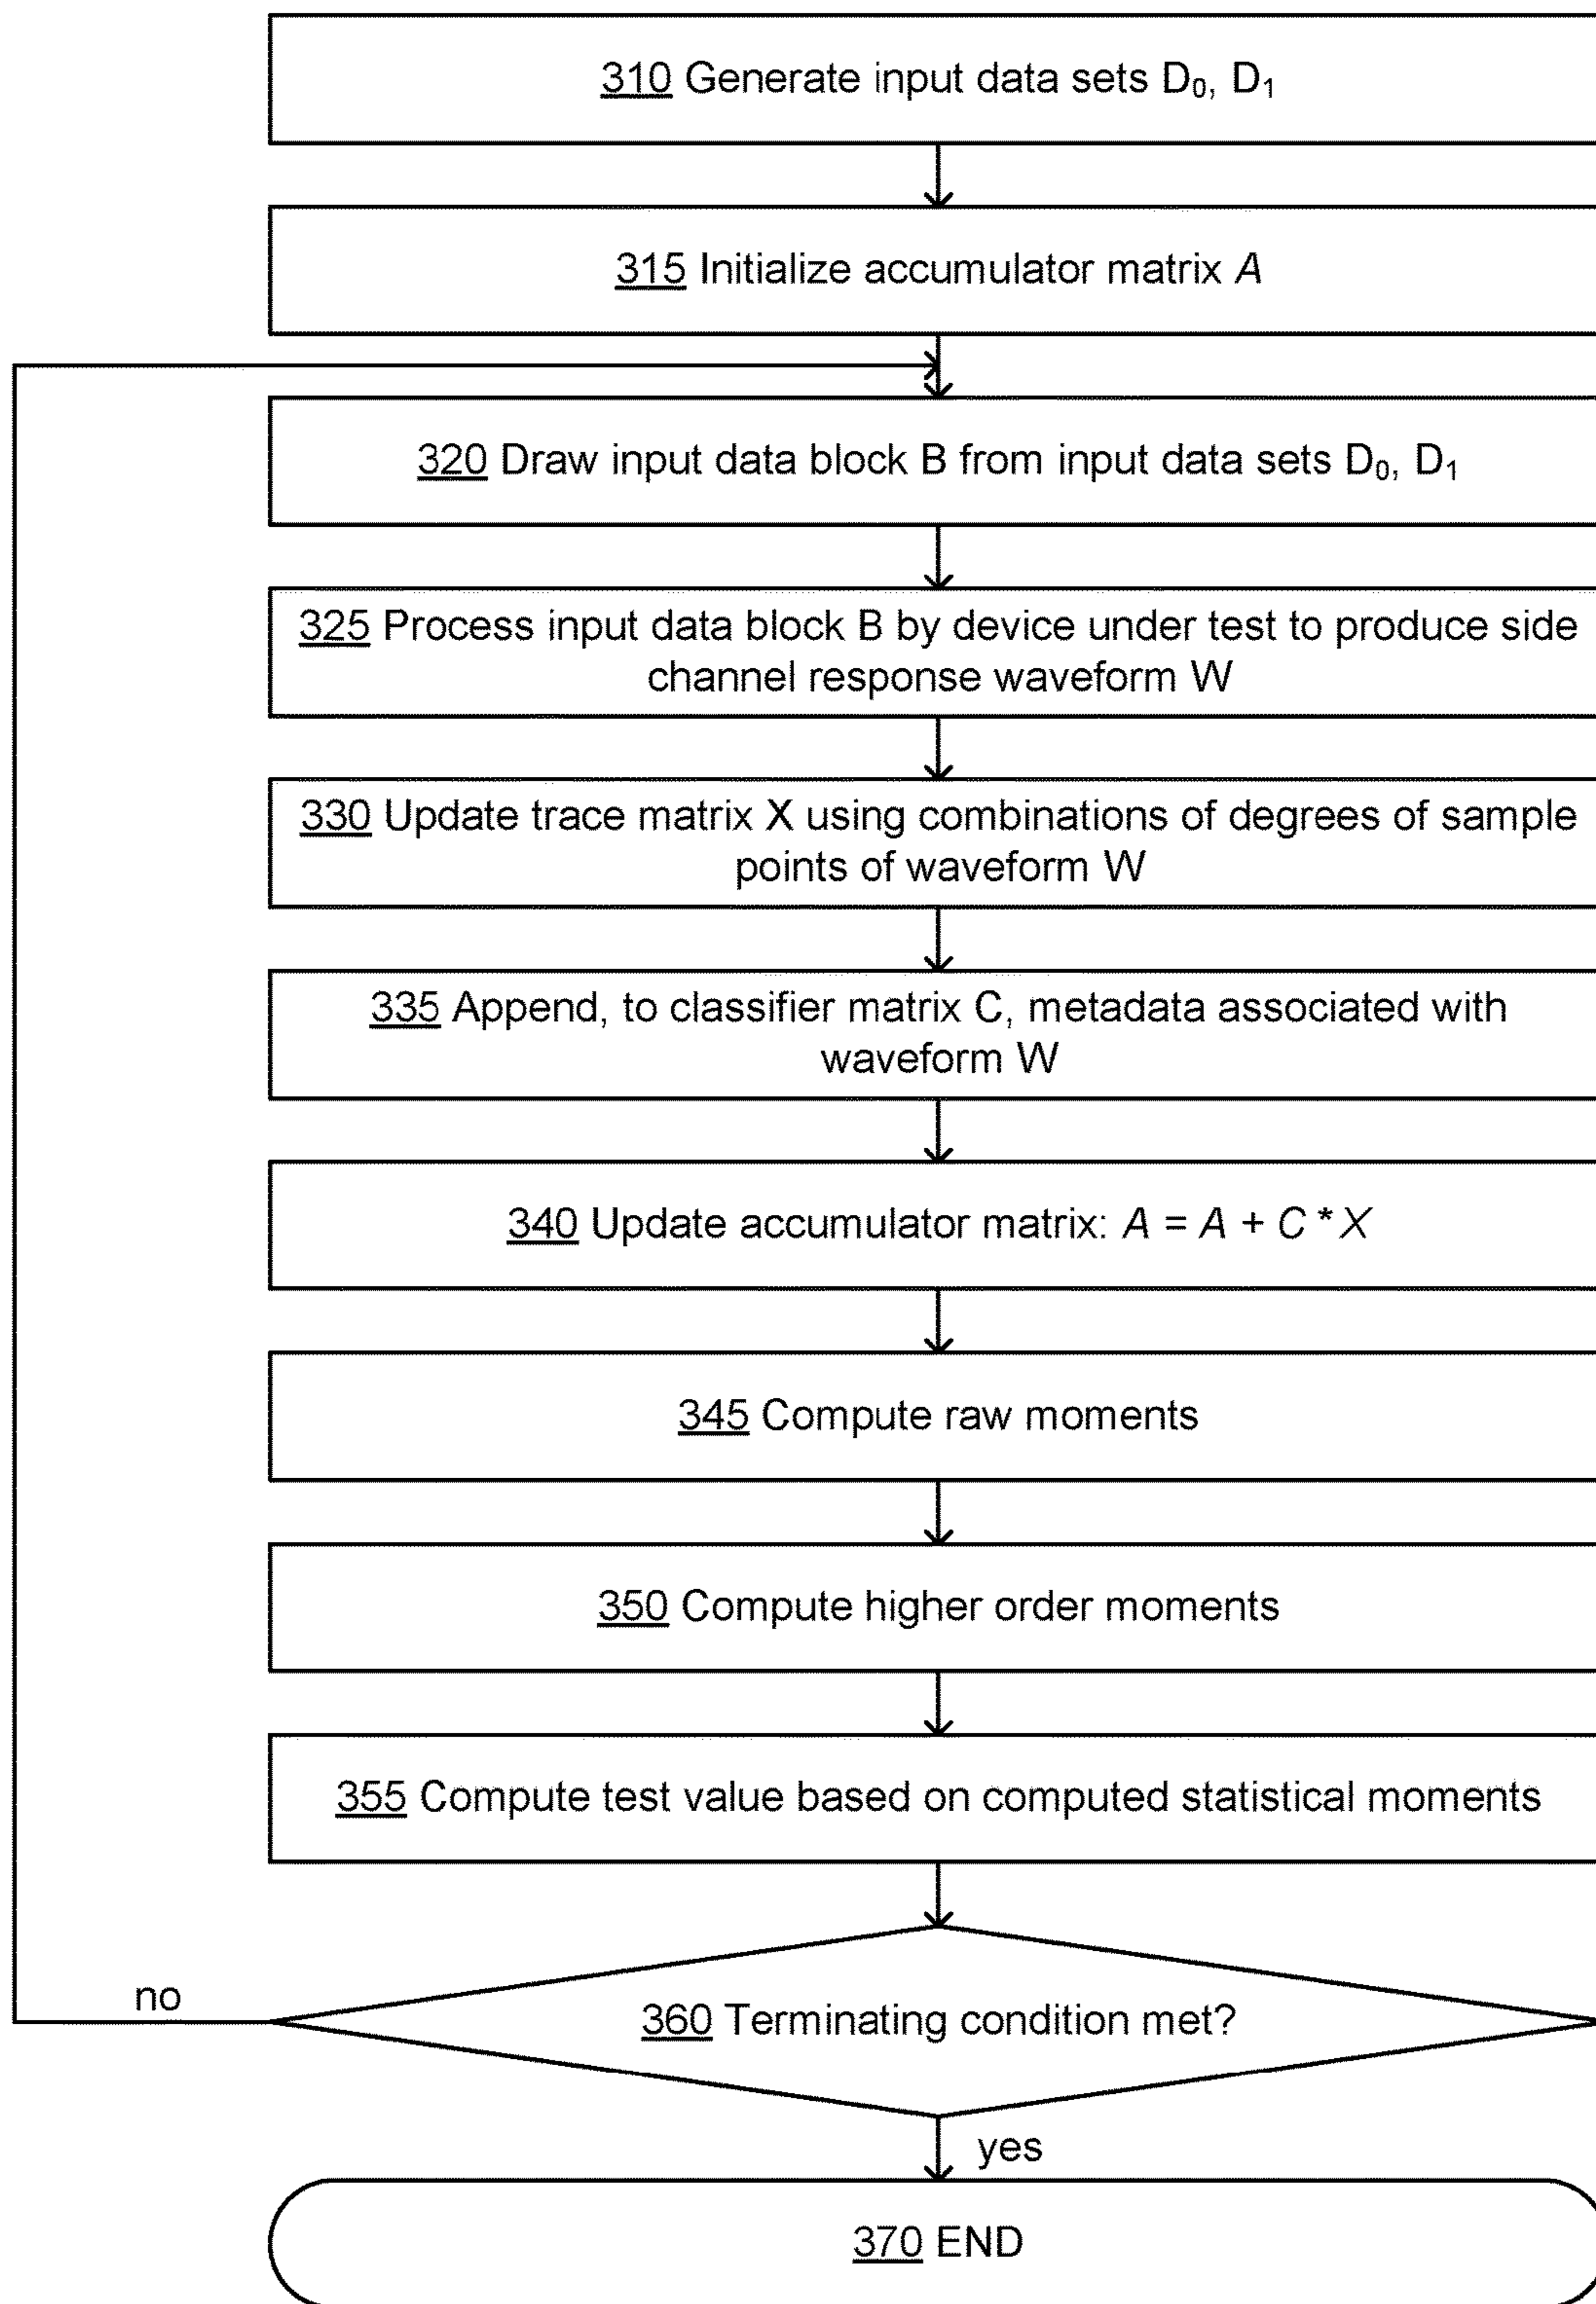 310 Generate input data sets D₀, D₁
315 Initialize accumulator matrix A
320 Draw input data block B from input data sets D₀, D₁
325 Process input data block B by device under test to produce side
channel response waveform W
330 Update trace matrix X using combinations of degrees of sample
points of waveform W
335 Append, to classifier matrix C, metadata associated with
waveform W
340 Update accumulator matrix: A = A + C * X
345 Compute raw moments
350 Compute higher order moments
355 Compute test value based on computed statistical moments
no
360 Terminating condition met?
yes
370 END